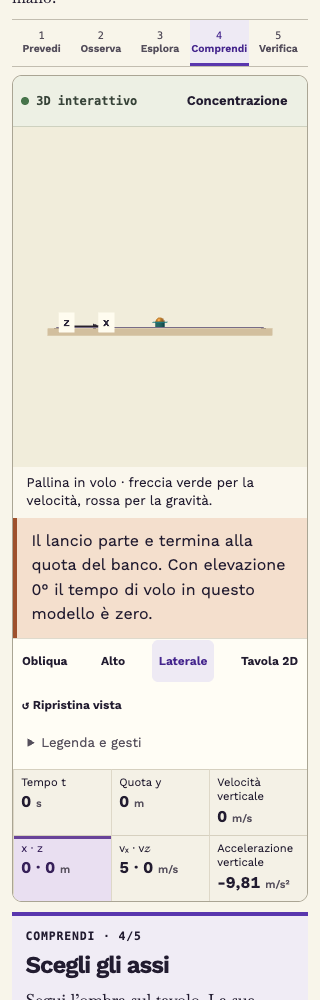 1 2 3 4 5
Prevedi Osserva Esplora Comprendi Verifica
3D interattivo Concentrazione
z x
Pallina in volo · freccia verde per la
velocità, rossa per la gravità.
Il lancio parte e termina alla
quota del banco. Con elevazione
0° il tempo di volo in questo
modello è zero.
Obliqua Alto Laterale Tavola 2D
↺ Ripristina vista
▶ Legenda e gesti
Tempo t Quota y Velocità
verticale
0 s 0 m 0 m/s
x · z vₓ · vz Accelerazione
verticale
0 · 0 m 5 · 0 m/s -9,81 m/s²
COMPRENDI · 4/5
Scegli gli assi